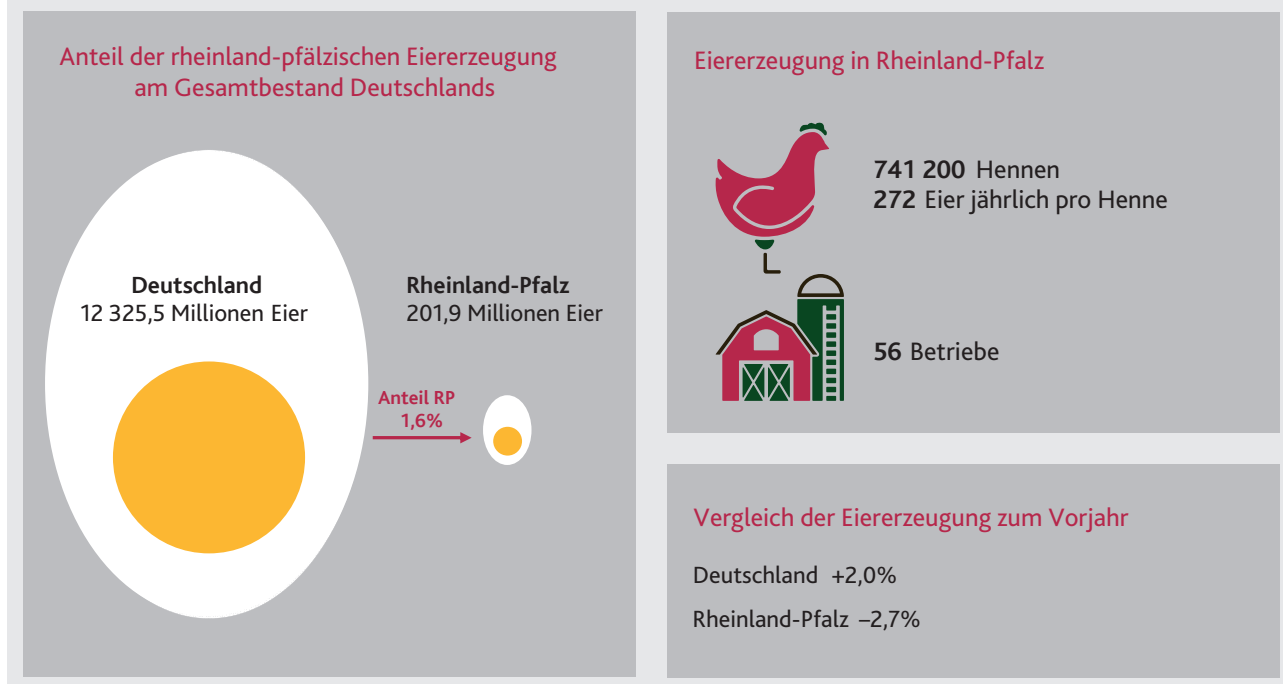 Anteil der rheinland-pfälzischen Eiererzeugung
am Gesamtbestand Deutschlands
Deutschland
12 325,5 Millionen Eier
Rheinland-Pfalz
201,9 Millionen Eier
Anteil RP
1,6%
Eiererzeugung in Rheinland-Pfalz
741 200 Hennen
272 Eier jährlich pro Henne
56 Betriebe
Vergleich der Eiererzeugung zum Vorjahr
Deutschland +2,0%
Rheinland-Pfalz –2,7%